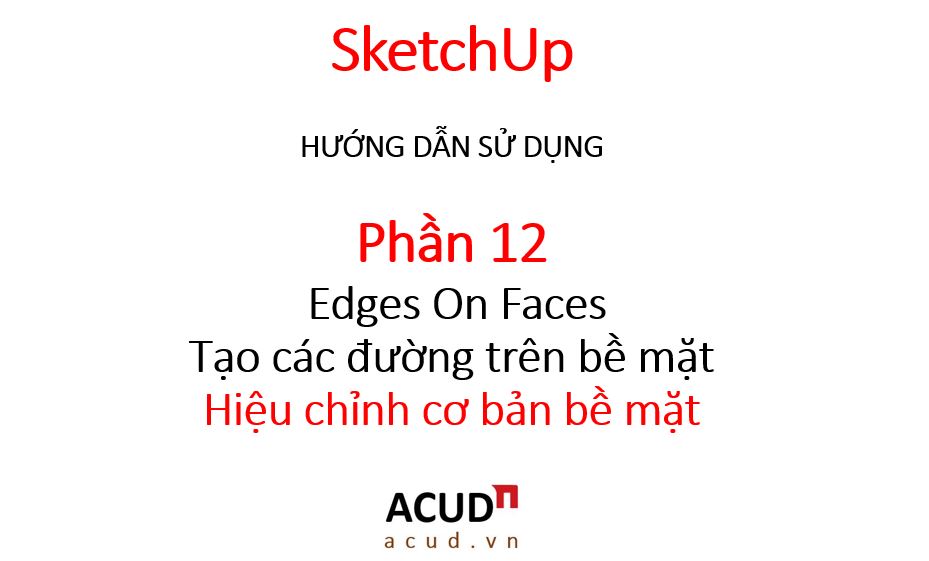 SketchUp
HƯỚNG DẪN SỬ DỤNG
Phần 12
Edges On Faces
Tạo các đường trên bề mặt
Hiệu chỉnh cơ bản bề mặt
ACUD
acud.vn